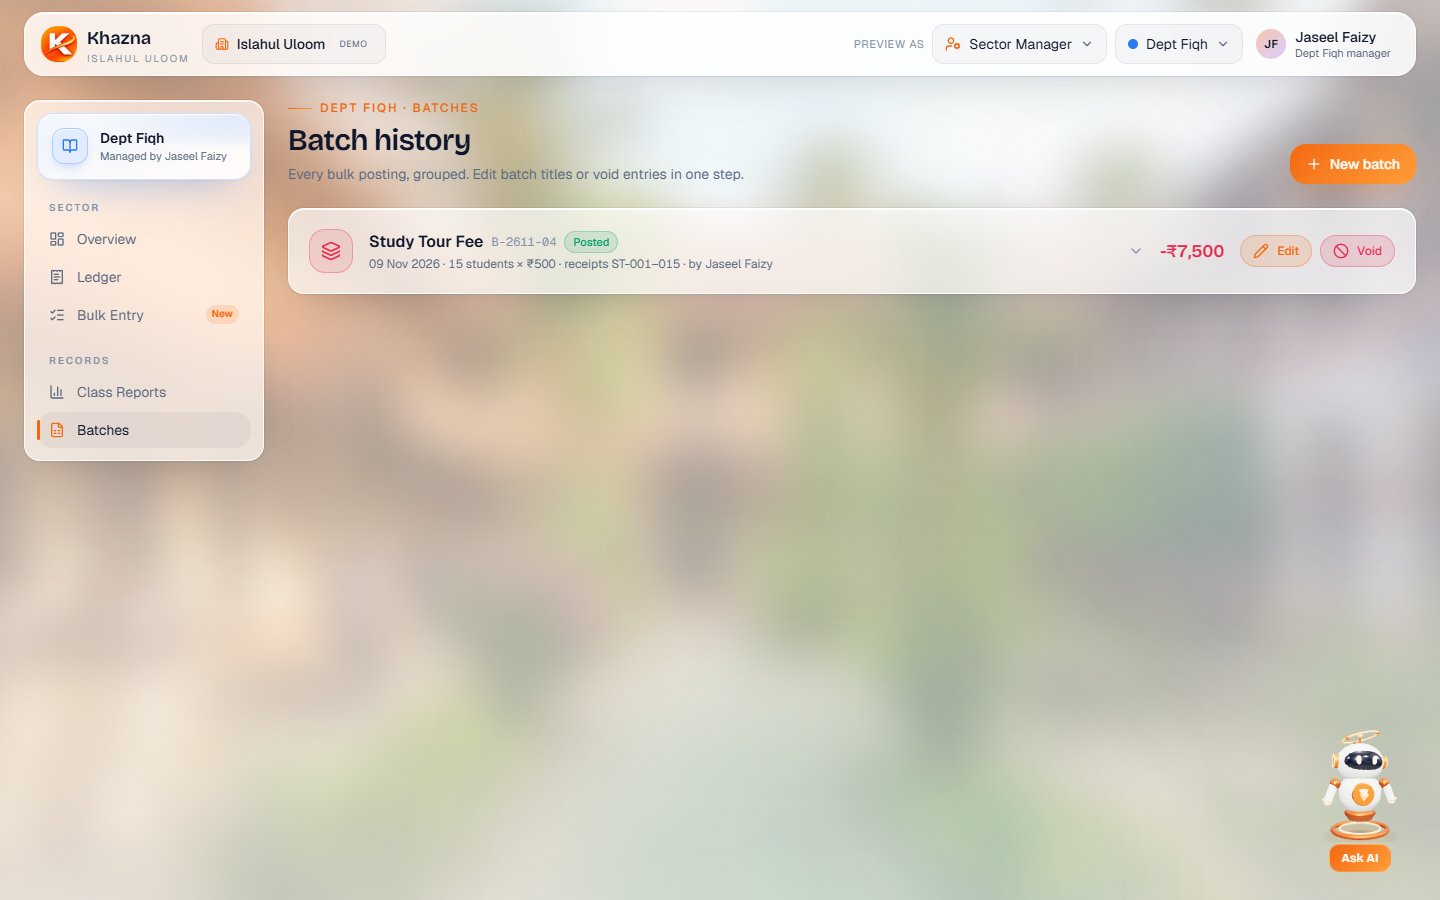 Khazna
ISLAHUL ULOOM
Islahul Uloom DEMO
PREVIEW AS
Sector Manager
Dept Fiqh
JF
Jaseel Faizy
Dept Fiqh manager
Dept Fiqh
Managed by Jaseel Faizy
SECTOR
Overview
Ledger
Bulk Entry New
RECORDS
Class Reports
Batches
DEPT FIQH · BATCHES
Batch history
Every bulk posting, grouped. Edit batch titles or void entries in one step.
+ New batch
Study Tour Fee B-2611-04 Posted
09 Nov 2026 · 15 students × ₹500 · receipts ST-001–015 · by Jaseel Faizy
-₹7,500
Edit
Void
Ask AI